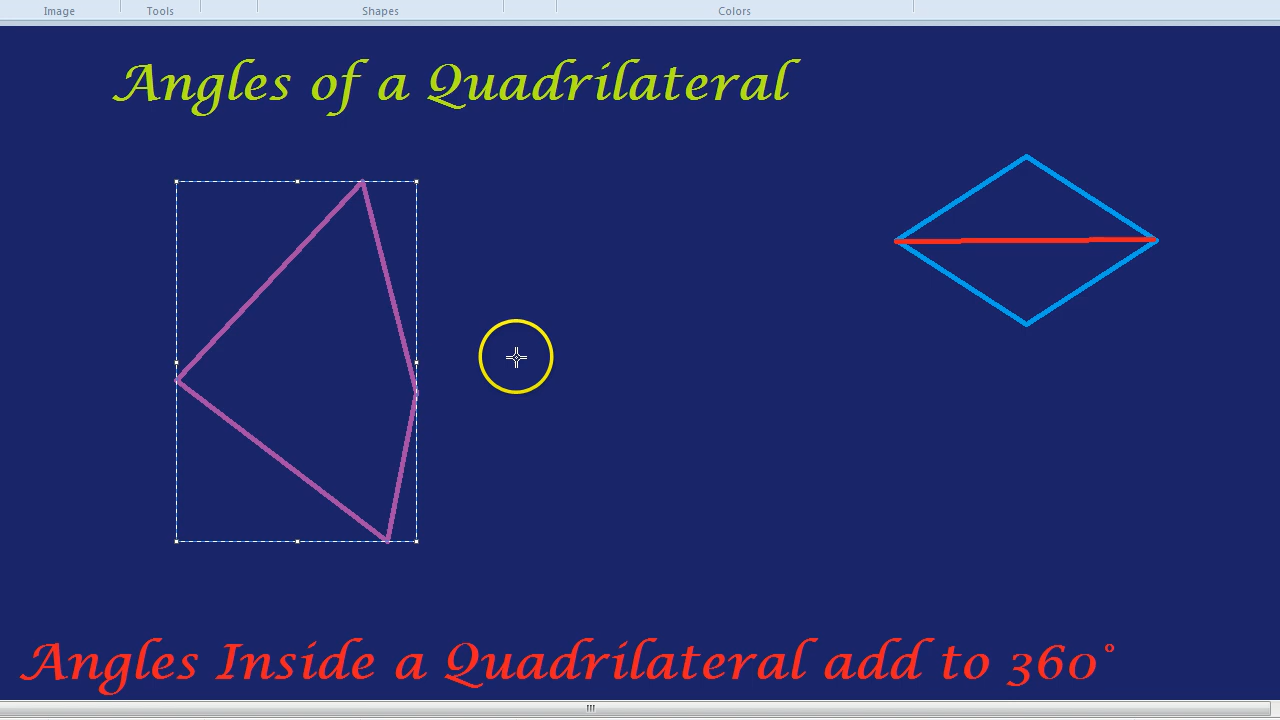 Image Tools Shapes Colors
Angles of a Quadrilateral
Angles Inside a Quadrilateral add to 360°